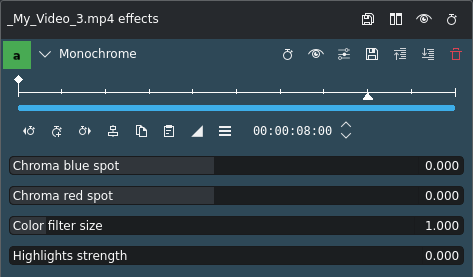 _My_Video_3.mp4 effects
a Monochrome
00:00:08:00
Chroma blue spot 0.000
Chroma red spot 0.000
Color filter size 1.000
Highlights strength 0.000